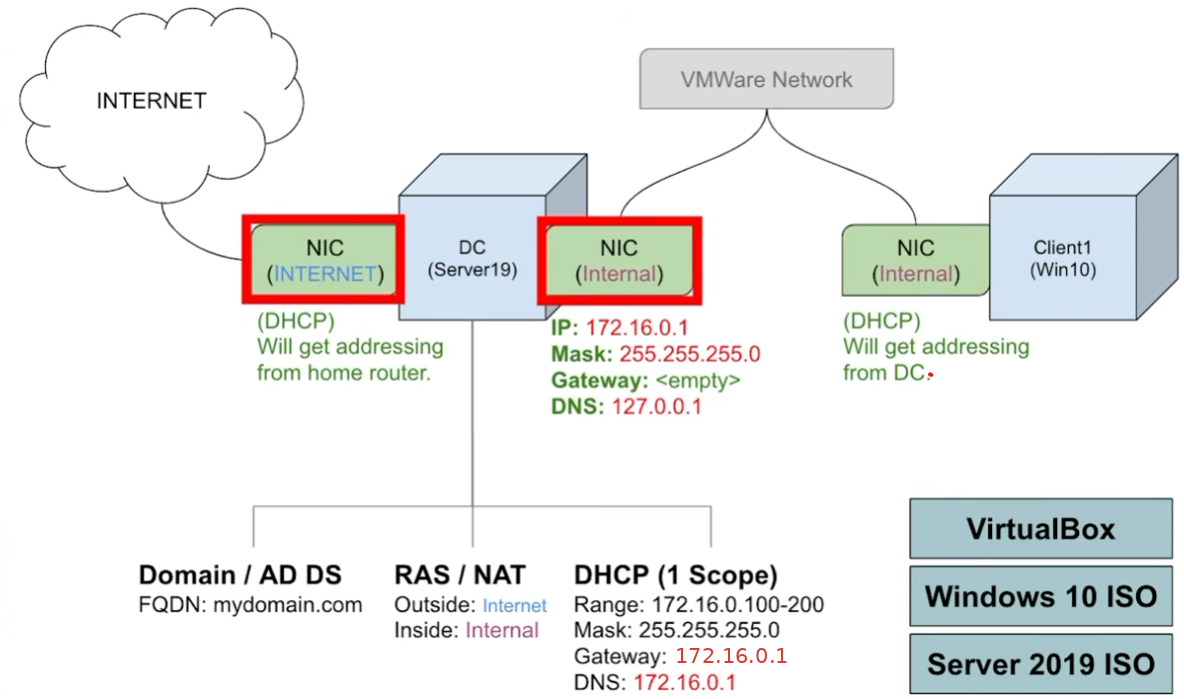 INTERNET
VMWare Network
NIC
(INTERNET)
DC
(Server19)
NIC
(Internal)
NIC
(Internal)
Client1
(Win10)
(DHCP)
Will get addressing
from home router.
IP: 172.16.0.1
Mask: 255.255.255.0
Gateway: <empty>
DNS: 127.0.0.1
(DHCP)
Will get addressing
from DC.
Domain / AD DS
FQDN: mydomain.com
RAS / NAT
Outside: Internet
Inside: Internal
DHCP (1 Scope)
Range: 172.16.0.100-200
Mask: 255.255.255.0
Gateway: 172.16.0.1
DNS: 172.16.0.1
VirtualBox
Windows 10 ISO
Server 2019 ISO